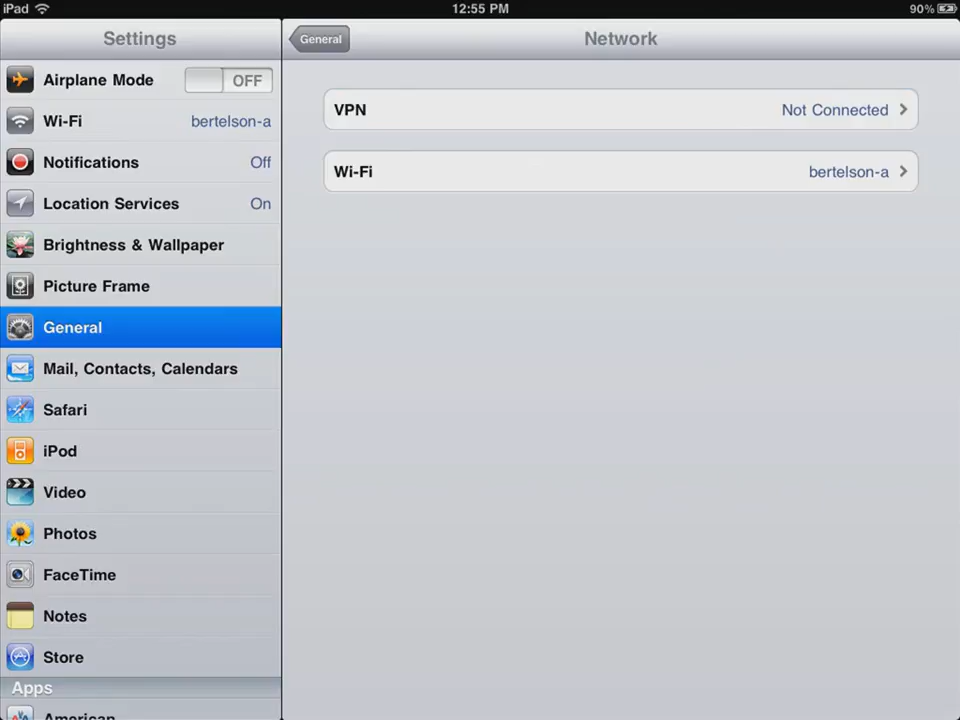 iPad 12:55 PM 90%
Settings
Airplane Mode OFF
Wi-Fi bertelson-a
Notifications Off
Location Services On
Brightness & Wallpaper
Picture Frame
General
Mail, Contacts, Calendars
Safari
iPod
Video
Photos
FaceTime
Notes
Store
Apps
American
General Network
VPN Not Connected
Wi-Fi bertelson-a